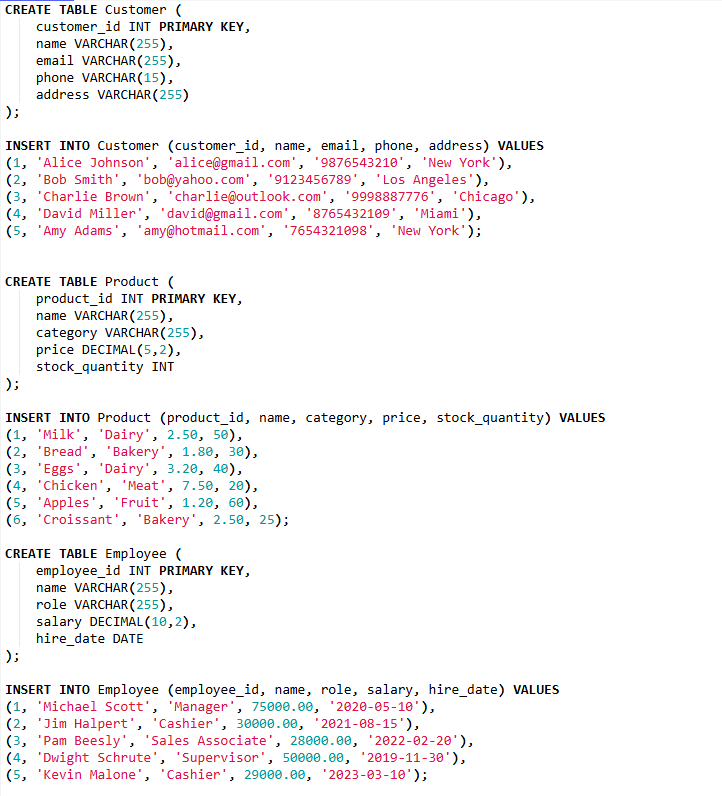 CREATE TABLE Customer (
    customer_id INT PRIMARY KEY,
    name VARCHAR(255),
    email VARCHAR(255),
    phone VARCHAR(15),
    address VARCHAR(255)
);

INSERT INTO Customer (customer_id, name, email, phone, address) VALUES
(1, 'Alice Johnson', 'alice@gmail.com', '9876543210', 'New York'),
(2, 'Bob Smith', 'bob@yahoo.com', '9123456789', 'Los Angeles'),
(3, 'Charlie Brown', 'charlie@outlook.com', '9998887776', 'Chicago'),
(4, 'David Miller', 'david@gmail.com', '8765432109', 'Miami'),
(5, 'Amy Adams', 'amy@hotmail.com', '7654321098', 'New York');

CREATE TABLE Product (
    product_id INT PRIMARY KEY,
    name VARCHAR(255),
    category VARCHAR(255),
    price DECIMAL(5,2),
    stock_quantity INT
);

INSERT INTO Product (product_id, name, category, price, stock_quantity) VALUES
(1, 'Milk', 'Dairy', 2.50, 50),
(2, 'Bread', 'Bakery', 1.80, 30),
(3, 'Eggs', 'Dairy', 3.20, 40),
(4, 'Chicken', 'Meat', 7.50, 20),
(5, 'Apples', 'Fruit', 1.20, 60),
(6, 'Croissant', 'Bakery', 2.50, 25);

CREATE TABLE Employee (
    employee_id INT PRIMARY KEY,
    name VARCHAR(255),
    role VARCHAR(255),
    salary DECIMAL(10,2),
    hire_date DATE
);

INSERT INTO Employee (employee_id, name, role, salary, hire_date) VALUES
(1, 'Michael Scott', 'Manager', 75000.00, '2020-05-10'),
(2, 'Jim Halpert', 'Cashier', 30000.00, '2021-08-15'),
(3, 'Pam Beesly', 'Sales Associate', 28000.00, '2022-02-20'),
(4, 'Dwight Schrute', 'Supervisor', 50000.00, '2019-11-30'),
(5, 'Kevin Malone', 'Cashier', 29000.00, '2023-03-10');